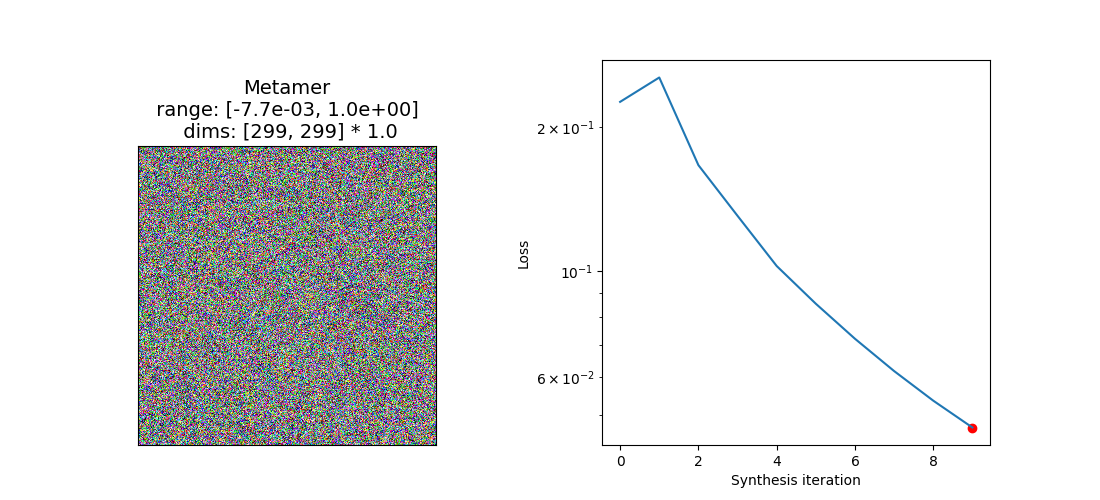 Metamer
range: [-7.7e-03, 1.0e+00]
dims: [299, 299] * 1.0
2 × 10⁻¹
10⁻¹
6 × 10⁻²
Loss
0 2 4 6 8
Synthesis iteration